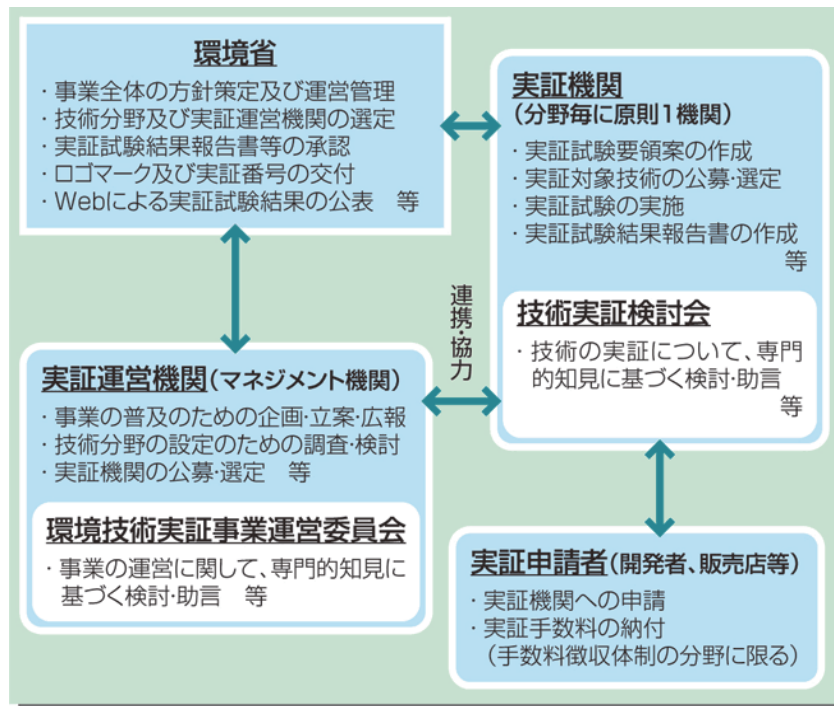 環境省
・事業全体の方針策定及び運営管理
・技術分野及び実証運営機関の選定
・実証試験結果報告書等の承認
・ロゴマーク及び実証番号の交付
・Webによる実証試験結果の公表　等
実証機関
(分野毎に原則1機関)
・実証試験要領案の作成
・実証対象技術の公募・選定
・実証試験の実施
・実証試験結果報告書の作成
等
技術実証検討会
・技術の実証について、専門
的知見に基づく検討・助言
等
連携・協力
実証運営機関(マネジメント機関)
・事業の普及のための企画・立案・広報
・技術分野の設定のための調査・検討
・実証機関の公募・選定　等
環境技術実証事業運営委員会
・事業の運営に関して、専門的知見に
基づく検討・助言　等
実証申請者(開発者、販売店等)
・実証機関への申請
・実証手数料の納付
(手数料徴収体制の分野に限る)